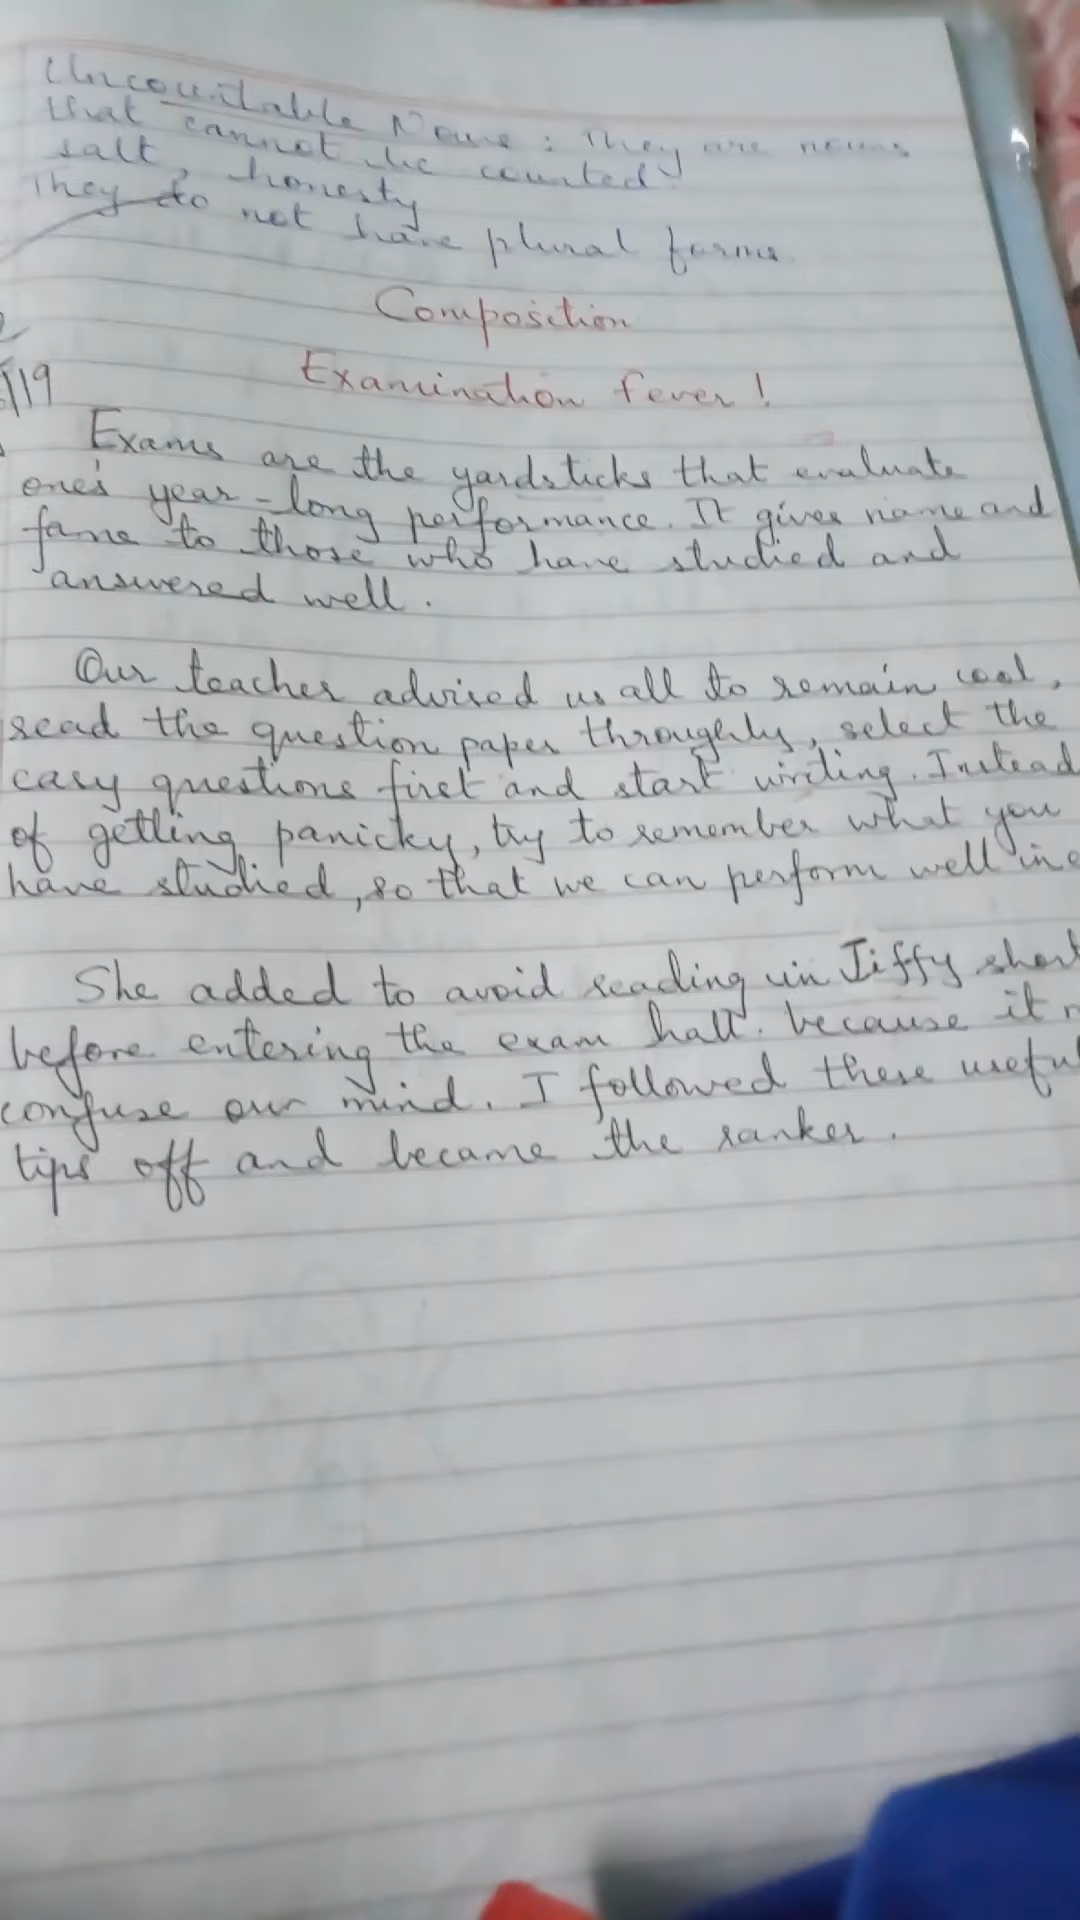 Uncountable Noun : They are nouns
that cannot be counted.
salt, honesty
They do not have plural forms
Composition
/19
Examination fever!
Exams are the yardsticks that evaluate
one's year-long performance. It gives name and
fame to those who have studied and
answered well.
Our teacher advised us all to remain cool,
read the question paper throughly, select the
easy questions first and start writing. Instead
of getting panicky, try to remember what you
have studied, so that we can perform well in
She added to avoid reading in Jiffy
before entering the exam hall. because it
confuse our mind. I followed these
tips off and became the ranker.